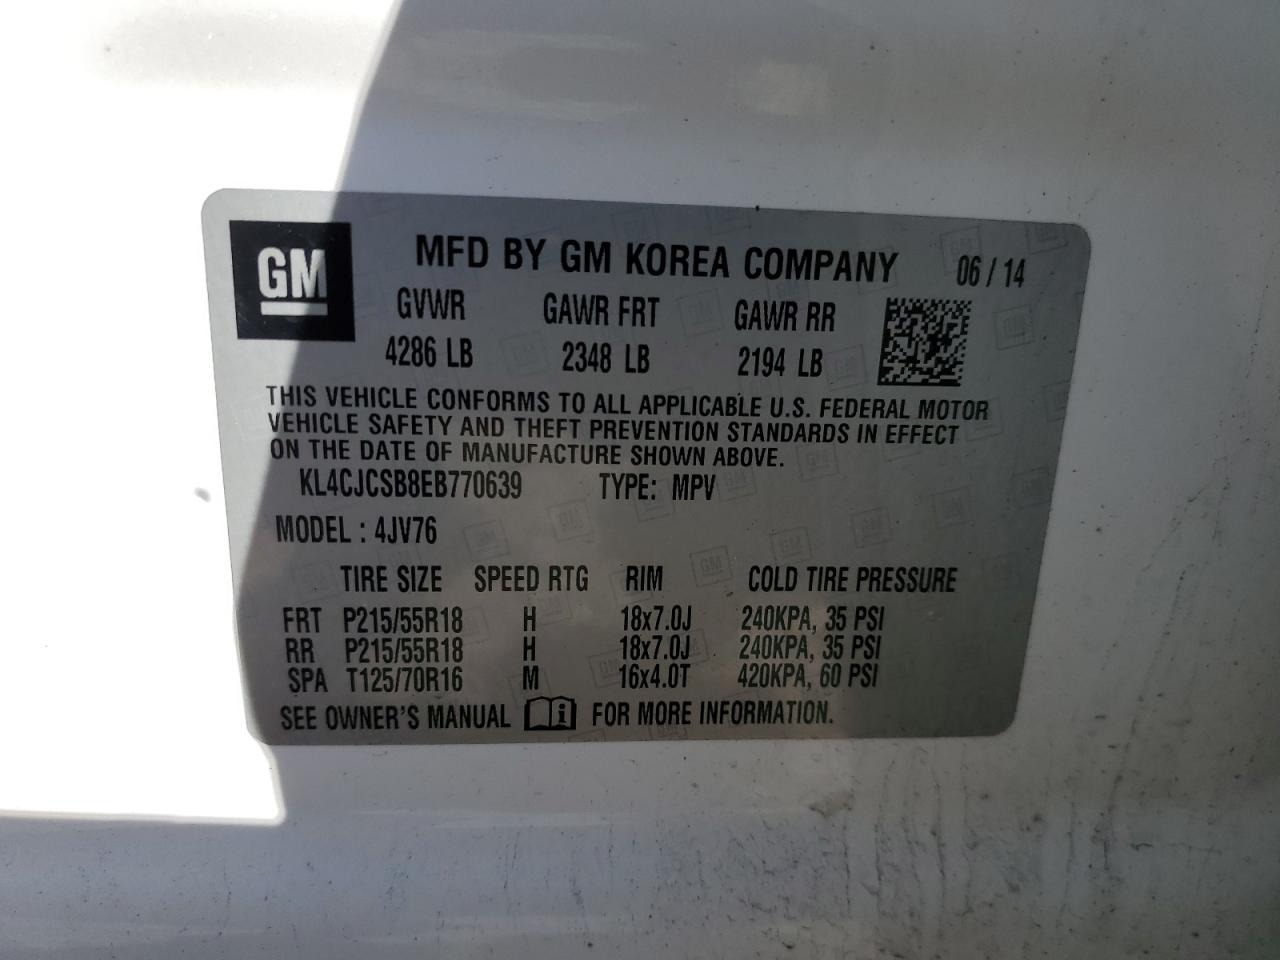 GM
MFD BY GM KOREA COMPANY 06 / 14
GVWR GAWR FRT GAWR RR
4286 LB 2348 LB 2194 LB
THIS VEHICLE CONFORMS TO ALL APPLICABLE U.S. FEDERAL MOTOR
VEHICLE SAFETY AND THEFT PREVENTION STANDARDS IN EFFECT
ON THE DATE OF MANUFACTURE SHOWN ABOVE.
KL4CJCSB8EB770639 TYPE: MPV
MODEL : 4JV76
TIRE SIZE SPEED RTG RIM COLD TIRE PRESSURE
FRT P215/55R18 H 18x7.0J 240KPA, 35 PSI
RR P215/55R18 H 18x7.0J 240KPA, 35 PSI
SPA T125/70R16 M 16x4.0T 420KPA, 60 PSI
SEE OWNER'S MANUAL i FOR MORE INFORMATION.